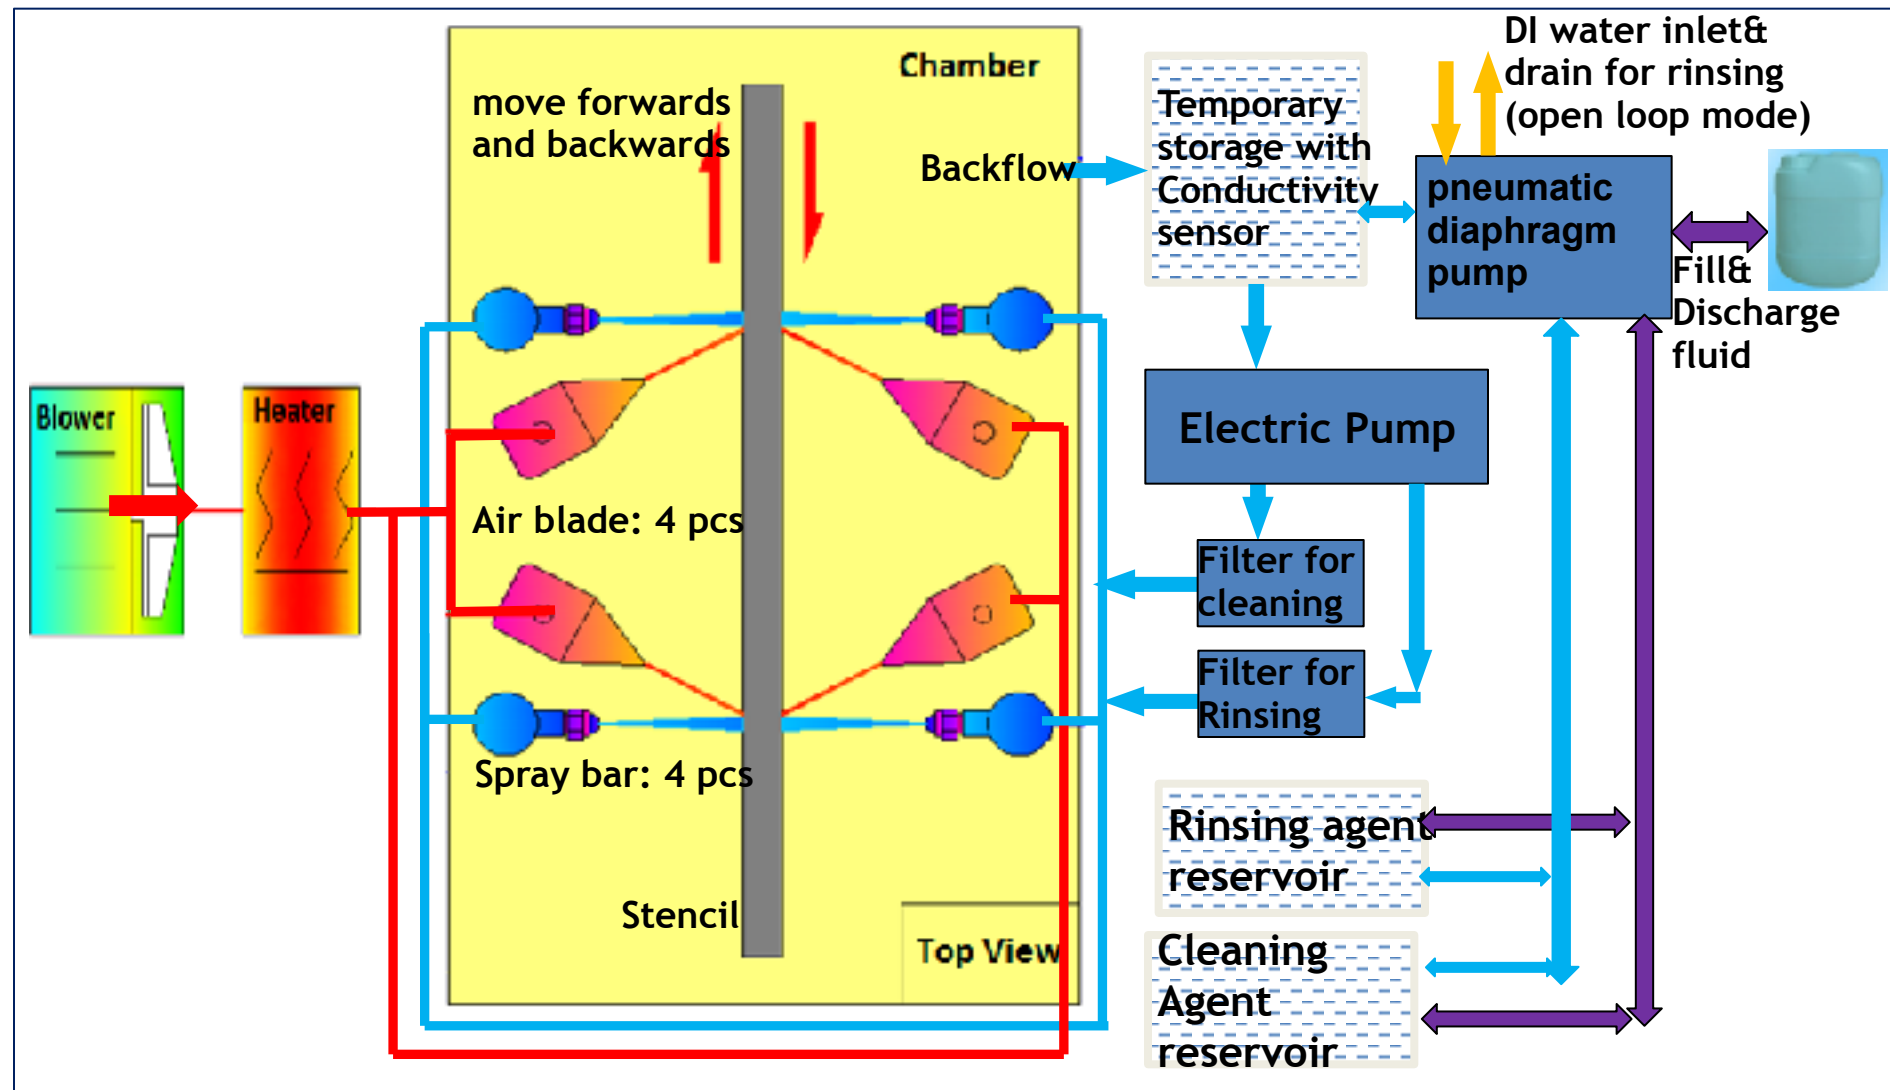 DI water inlet&
drain for rinsing
(open loop mode)
Chamber
move forwards
and backwards
Backflow
Temporary
storage with
Conductivity
sensor
pneumatic
diaphragm
pump
Fill&
Discharge
fluid
Blower
Heater
Electric Pump
Air blade: 4 pcs
Filter for
cleaning
Filter for
Rinsing
Spray bar: 4 pcs
Rinsing agent
reservoir
Stencil
Top View
Cleaning
Agent
reservoir